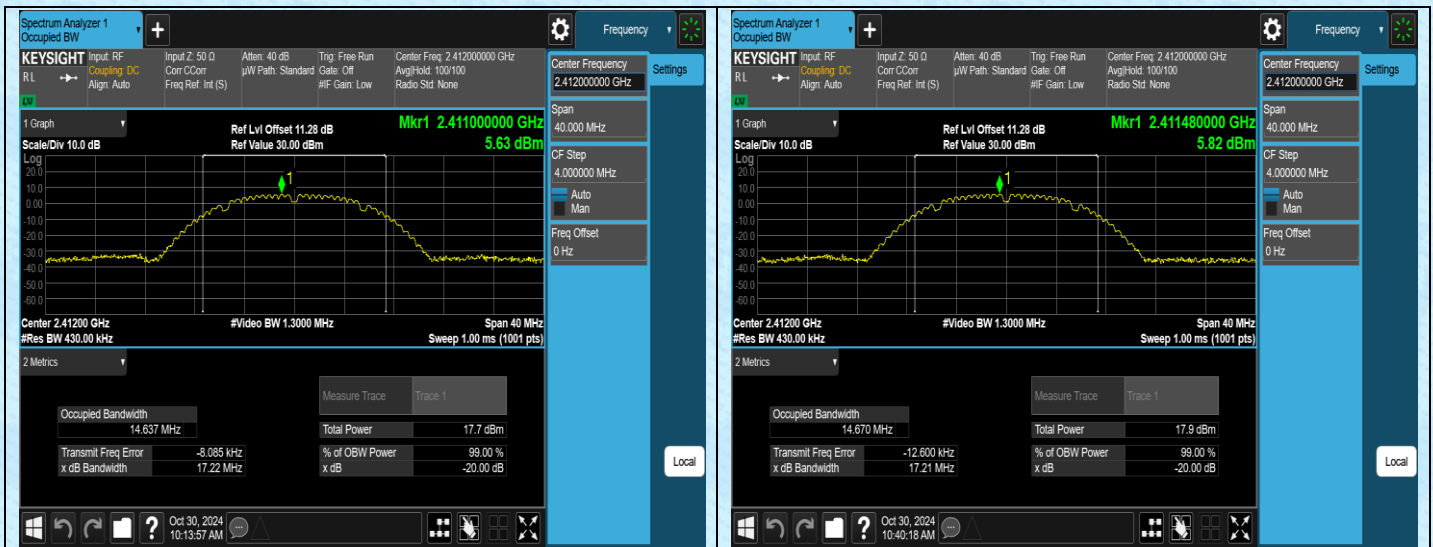 Spectrum Analyzer 1
Occupied BW
+
Frequency
KEYSIGHT Input: RF Input Z: 50 Ω Atten: 40 dB Trig: Free Run Center Freq: 2.412000000 GHz
RL Coupling: DC Corr CCorr µW Path: Standard Gate: Off Avg|Hold: 100/100
Align: Auto Freq Ref: Int (S) #IF Gain: Low Radio Std: None
Center Frequency
2.412000000 GHz
Settings
Span
40.000 MHz
CF Step
4.000000 MHz
Auto
Man
Freq Offset
0 Hz
1 Graph
Ref Lvl Offset 11.28 dB Mkr1 2.411000000 GHz
Scale/Div 10.0 dB Ref Value 30.00 dBm 5.63 dBm
Log
20.0
10.0
0.00
-10.0
-20.0
-30.0
-40.0
-50.0
-60.0
1
Center 2.41200 GHz #Video BW 1.3000 MHz Span 40 MHz
#Res BW 430.00 kHz Sweep 1.00 ms (1001 pts)
2 Metrics
Measure Trace Trace 1
Occupied Bandwidth
14.637 MHz Total Power 17.7 dBm
Transmit Freq Error -8.085 kHz % of OBW Power 99.00 %
x dB Bandwidth 17.22 MHz x dB -20.00 dB
Local
? Oct 30, 2024
10:13:57 AM
Spectrum Analyzer 1
Occupied BW
+
Frequency
KEYSIGHT Input: RF Input Z: 50 Ω Atten: 40 dB Trig: Free Run Center Freq: 2.412000000 GHz
RL Coupling: DC Corr CCorr µW Path: Standard Gate: Off Avg|Hold: 100/100
Align: Auto Freq Ref: Int (S) #IF Gain: Low Radio Std: None
Center Frequency
2.412000000 GHz
Settings
Span
40.000 MHz
CF Step
4.000000 MHz
Auto
Man
Freq Offset
0 Hz
1 Graph
Ref Lvl Offset 11.28 dB Mkr1 2.411480000 GHz
Scale/Div 10.0 dB Ref Value 30.00 dBm 5.82 dBm
Log
20.0
10.0
0.00
-10.0
-20.0
-30.0
-40.0
-50.0
-60.0
1
Center 2.41200 GHz #Video BW 1.3000 MHz Span 40 MHz
#Res BW 430.00 kHz Sweep 1.00 ms (1001 pts)
2 Metrics
Measure Trace Trace 1
Occupied Bandwidth
14.670 MHz Total Power 17.9 dBm
Transmit Freq Error -12.600 kHz % of OBW Power 99.00 %
x dB Bandwidth 17.21 MHz x dB -20.00 dB
Local
? Oct 30, 2024
10:40:18 AM